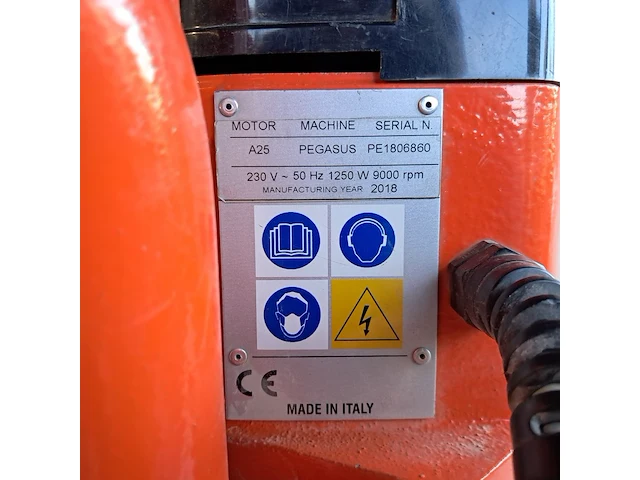 MOTOR MACHINE SERIAL N.
A25 PEGASUS PE1806860
230 V ~ 50 Hz 1250 W 9000 rpm
MANUFACTURING YEAR 2018
CE
MADE IN ITALY